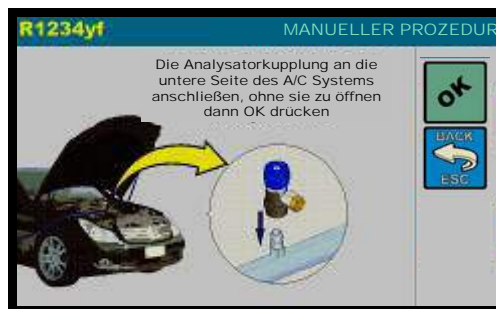 R1234yf
MANUELLER PROZEDUR
Die Analysatorkupplung an die
untere Seite des A/C Systems
anschließen, ohne sie zu öffnen
dann OK drücken
OK
BACK
ESC